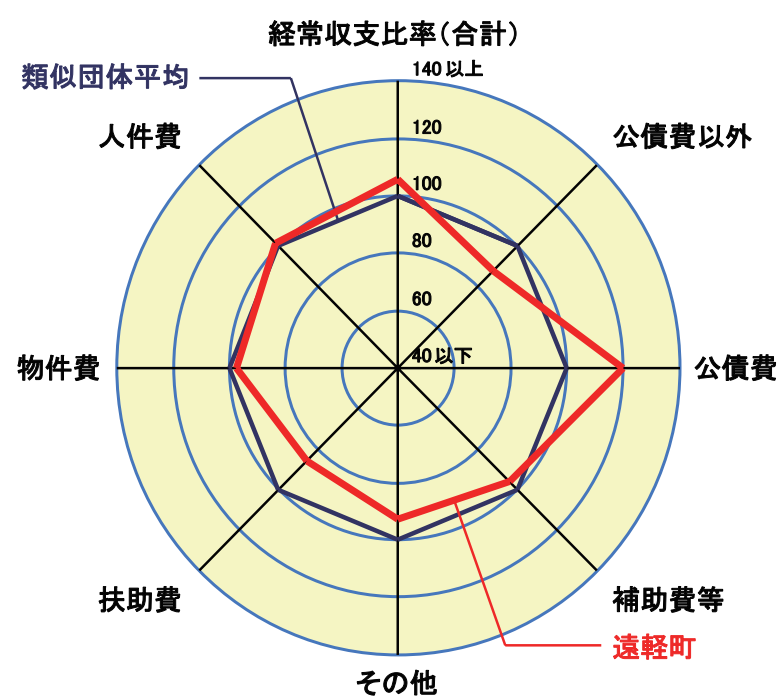 経常収支比率（合計）
140 以上
類似団体平均
120
人件費
公債費以外
100
80
60
40 以下
物件費
公債費
扶助費
補助費等
遠軽町
その他